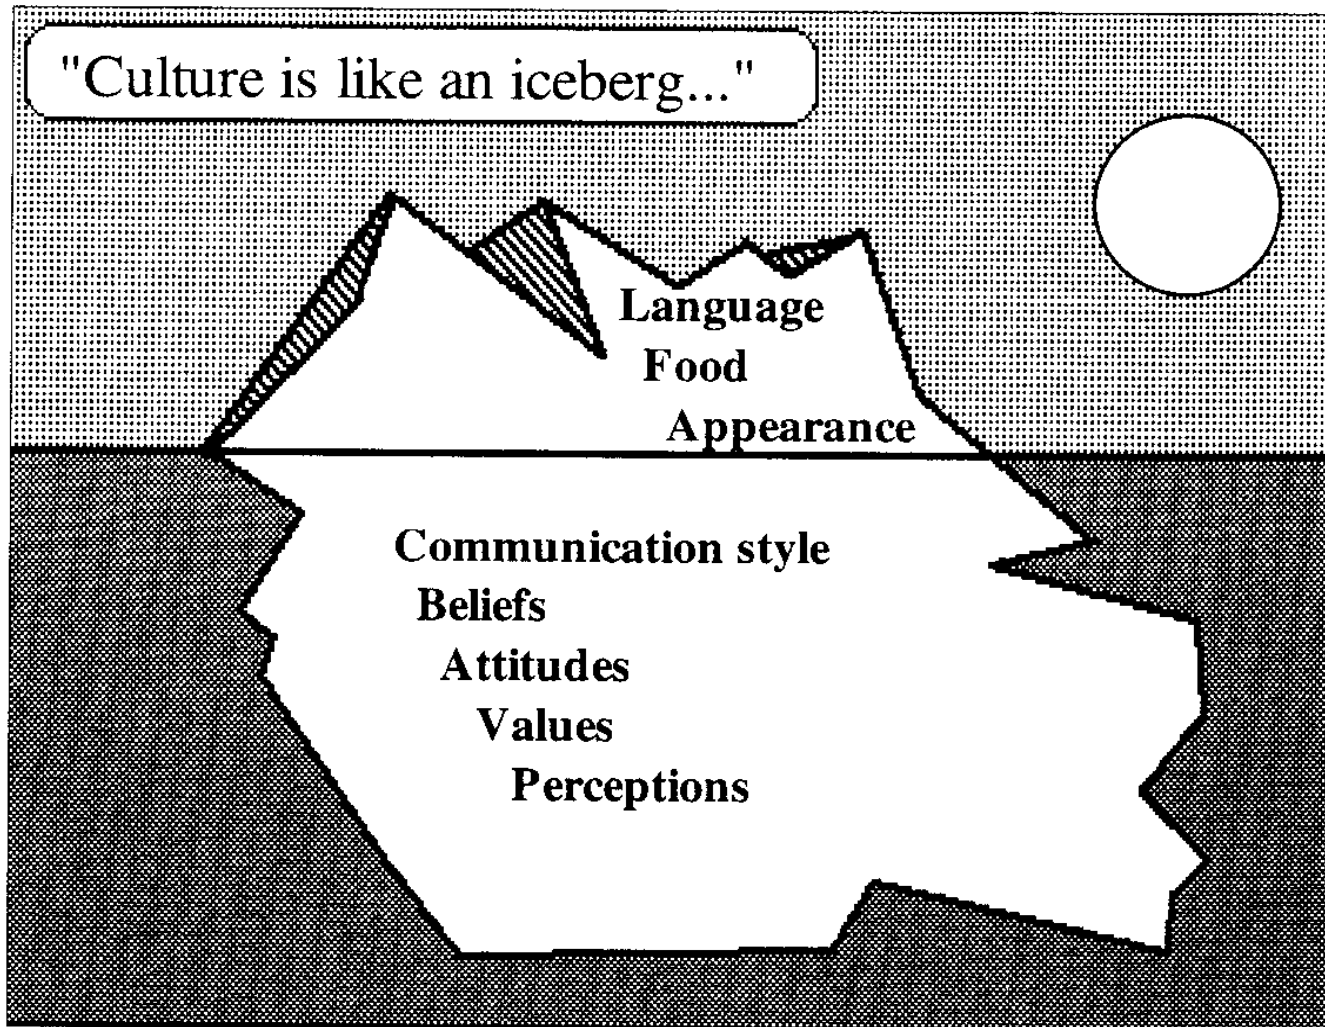 "Culture is like an iceberg..."
Language
Food
Appearance
Communication style
Beliefs
Attitudes
Values
Perceptions